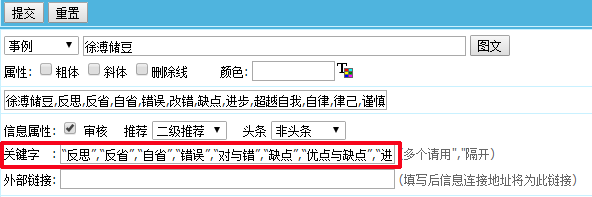 提交 重置
事例 徐溥储豆 图文
属性: 粗体 斜体 删除线 颜色: T
徐溥储豆,反思,反省,自省,错误,改错,缺点,进步,超越自我,自律,律己,谨慎
信息属性: 审核 推荐 二级推荐 头条 非头条
关键字 : "反思","反省","自省","错误","对与错","缺点","优点与缺点","进 多个请用","隔开)
外部链接: (填写后信息连接地址将为此链接)